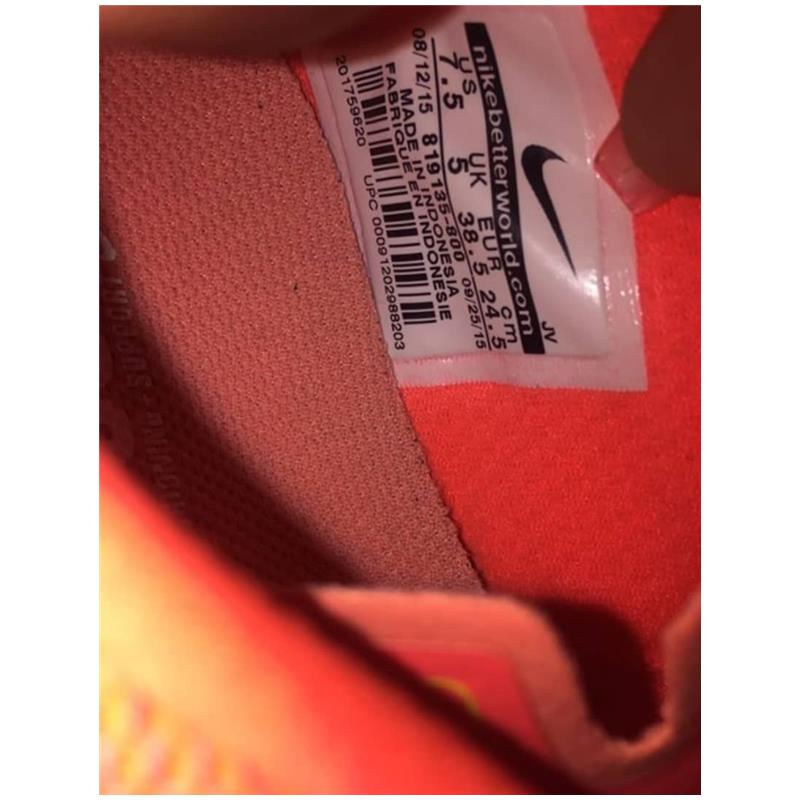 nikebetterworld.com
US UK EUR cm
7.5 5 38.5 24.5
08/12/15 819135-800 09/25/15
MADE IN INDONESIA
FABRIQUE EN INDONESIE
201759620 UPC 00091202988203
JV